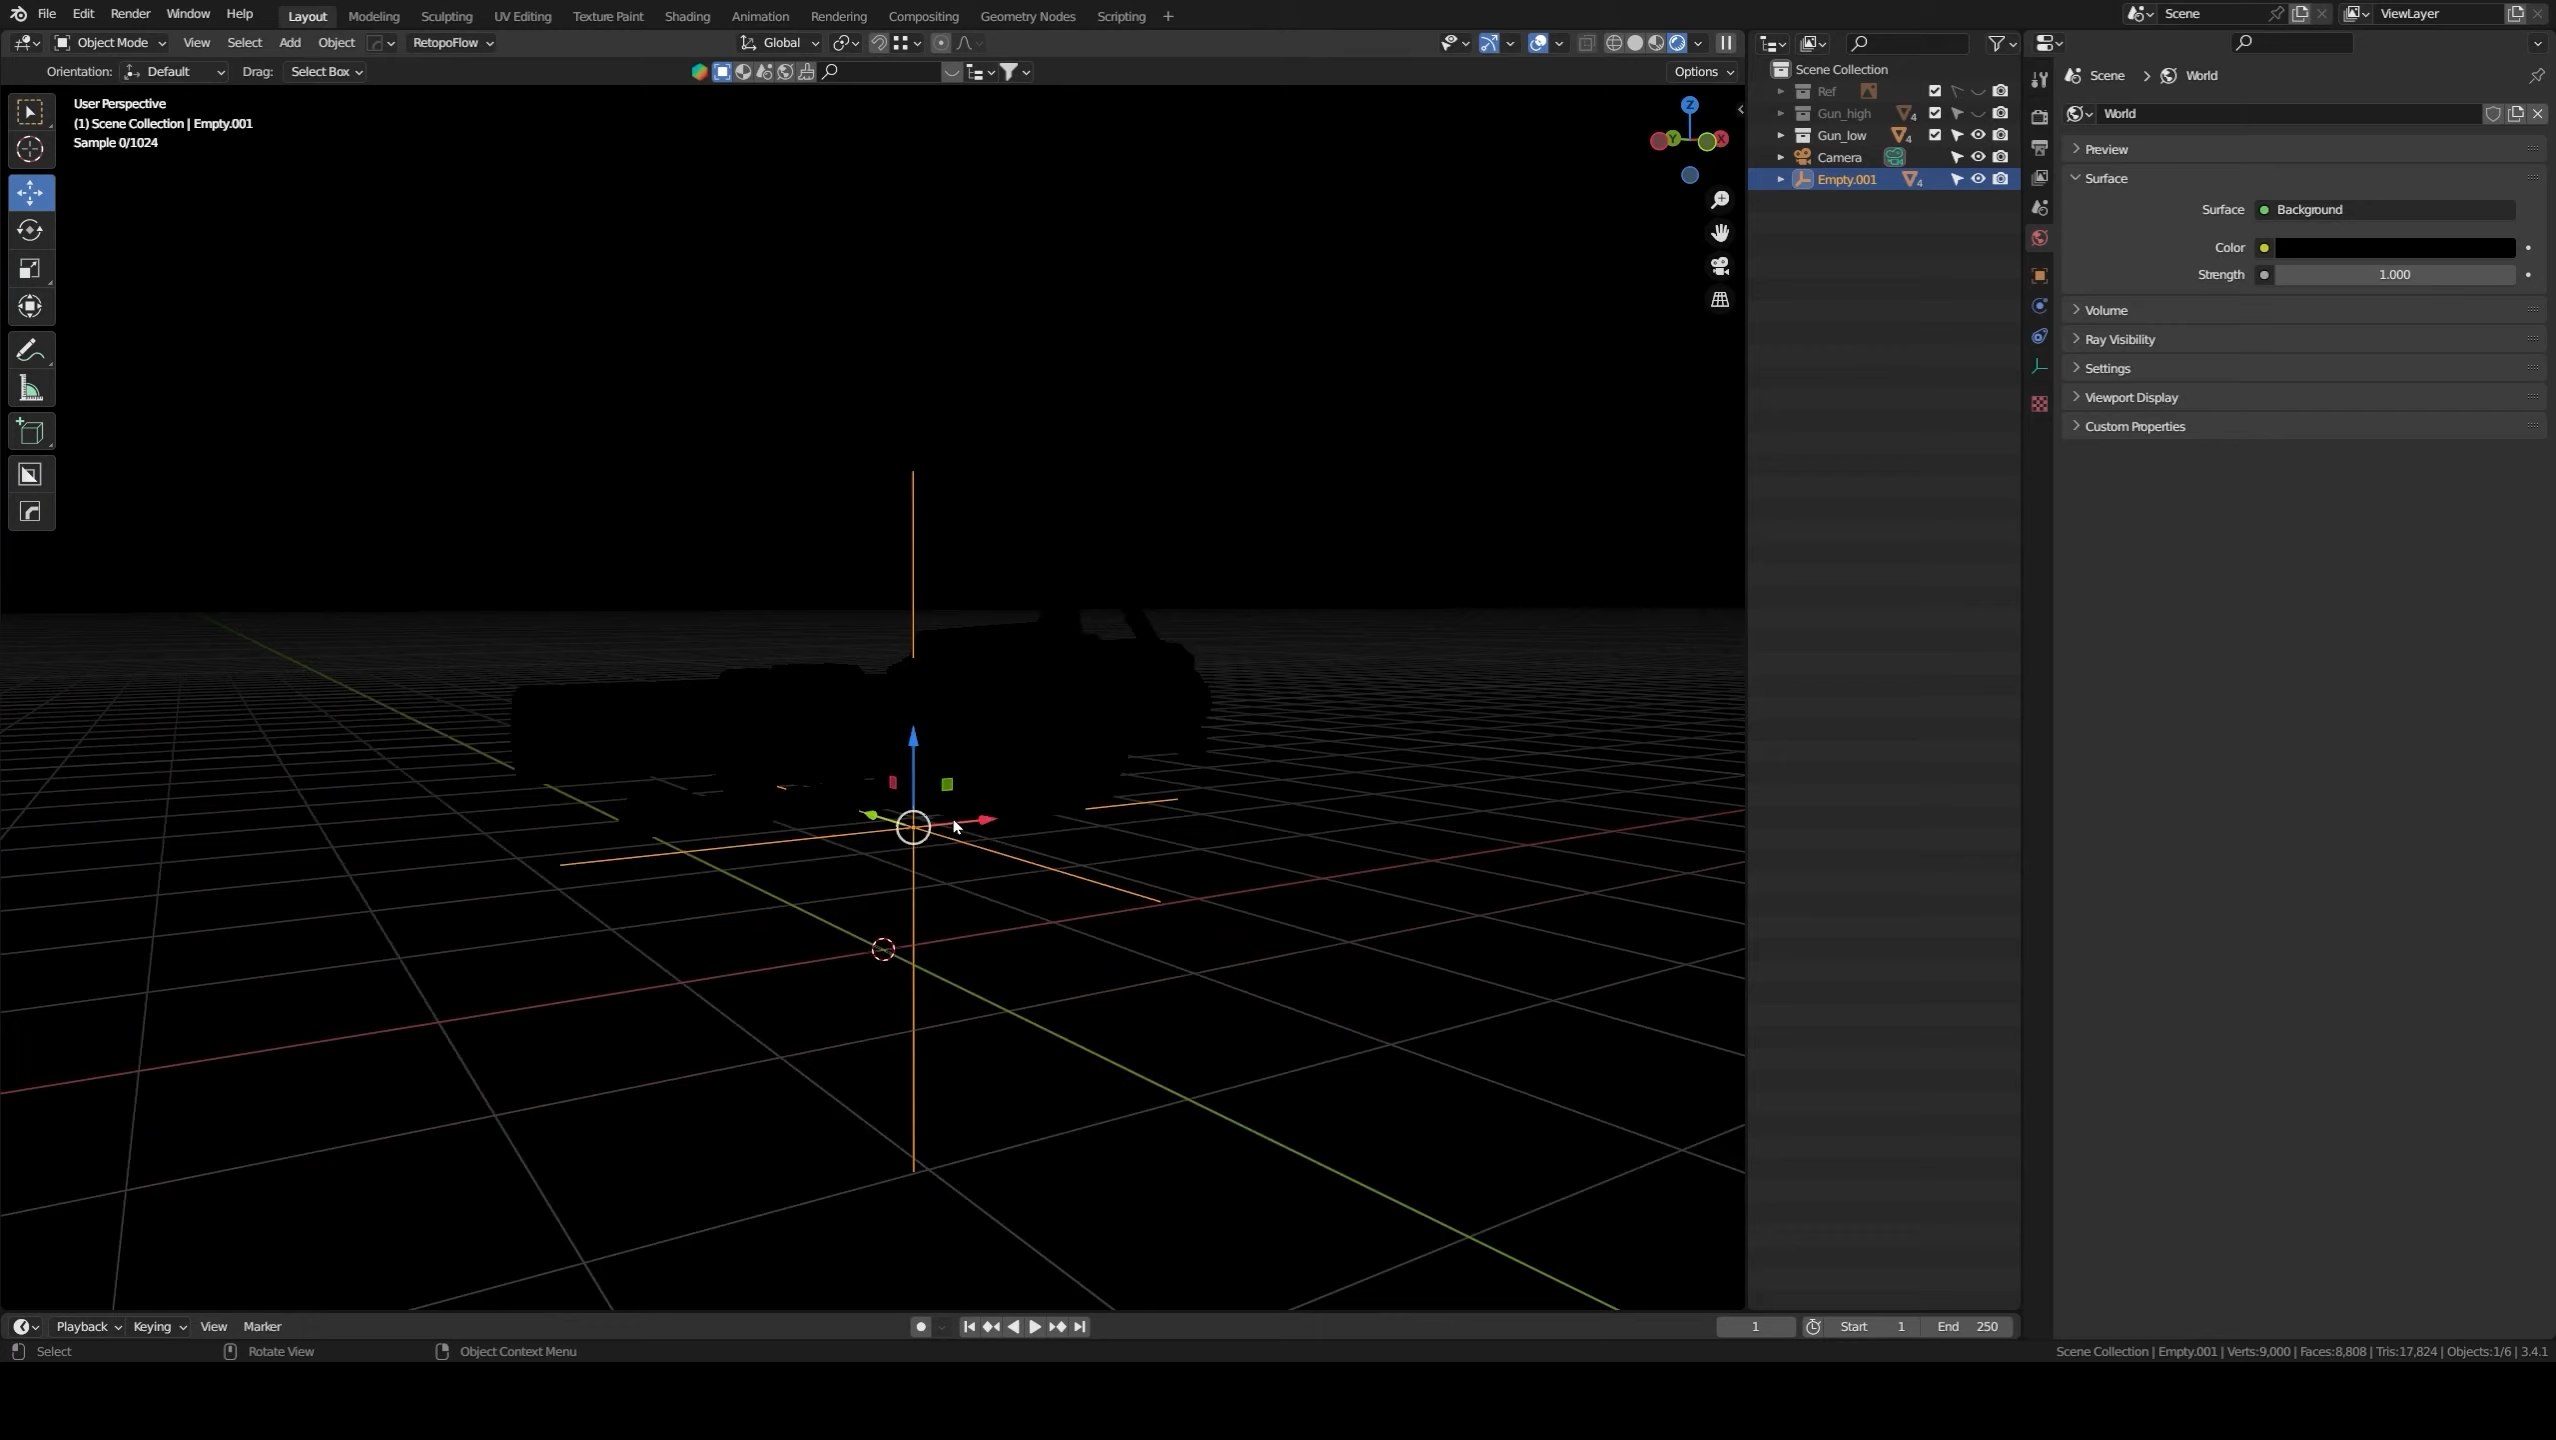 File Edit Render Window Help Layout Modeling Sculpting UV Editing Texture Paint Shading Animation Rendering Compositing Geometry Nodes Scripting + Scene ViewLayer
Object Mode View Select Add Object RetopoFlow Global
Orientation: Default Drag: Select Box Options
User Perspective
(1) Scene Collection | Empty.001
Sample 0/1024
Z
Y
X
Scene Collection
Ref
Gun_high 4
Gun_low 4
Camera
Empty.001 4
Scene > World
World
Preview
Surface
Surface Background
Color
Strength 1.000
Volume
Ray Visibility
Settings
Viewport Display
Custom Properties
Playback Keying View Marker 1 Start 1 End 250
Select Rotate View Object Context Menu Scene Collection | Empty.001 | Verts:9,000 | Faces:8,808 | Tris:17,824 | Objects:1/6 | 3.4.1